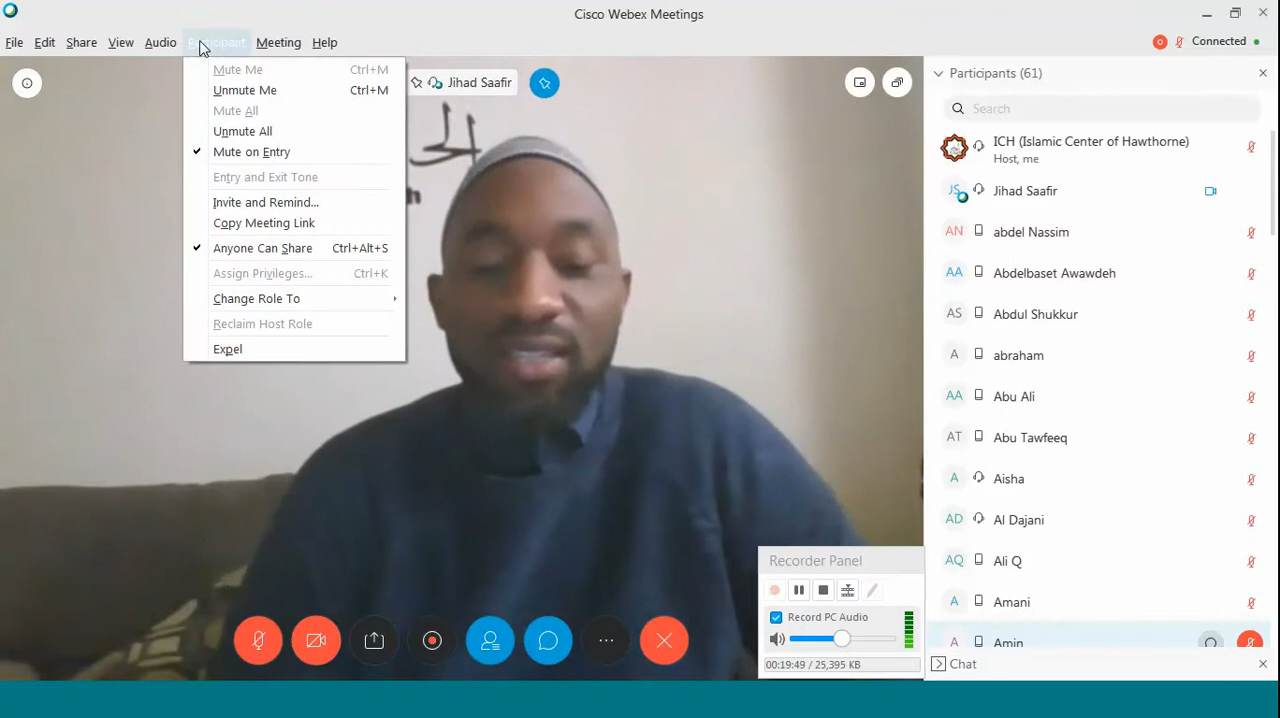 Cisco Webex Meetings
File Edit Share View Audio Participant Meeting Help
Connected
Mute Me Ctrl+M
Unmute Me Ctrl+M
Mute All
Unmute All
Mute on Entry
Entry and Exit Tone
Invite and Remind...
Copy Meeting Link
Anyone Can Share Ctrl+Alt+S
Assign Privileges... Ctrl+K
Change Role To
Reclaim Host Role
Expel
Jihad Saafir
Participants (61)
Search
ICH (Islamic Center of Hawthorne)
Host, me
JS Jihad Saafir
AN abdel Nassim
AA Abdelbaset Awawdeh
AS Abdul Shukkur
A abraham
AA Abu Ali
AT Abu Tawfeeq
A Aisha
AD Al Dajani
AQ Ali Q
A Amani
A Amin
Chat
Recorder Panel
Record PC Audio
00:19:49 / 25,395 KB